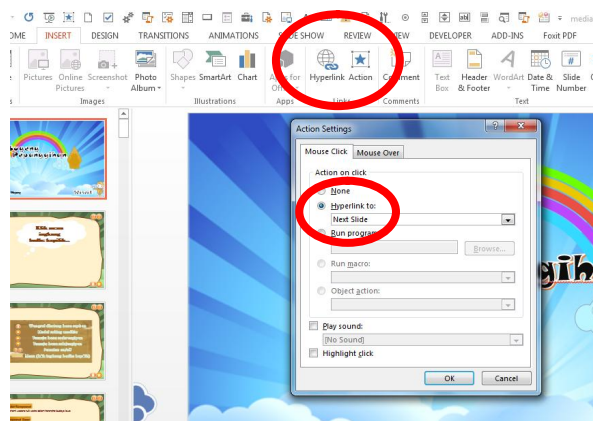 media
OME INSERT DESIGN TRANSITIONS ANIMATIONS SLIDE SHOW REVIEW VIEW DEVELOPER ADD-INS Foxit PDF
Pictures Online Pictures Screenshot Photo Album
Shapes SmartArt Chart
Apps for
Hyperlink Action
Comment
Text Box Header & Footer WordArt Date & Time Slide Number
Images Illustrations Apps Links Comments Text
Action Settings
Mouse Click Mouse Over
Action on click
None
Hyperlink to:
Next Slide
Run program
Browse...
Run macro:
Object action:
Play sound:
[No Sound]
Highlight click
OK Cancel
gih